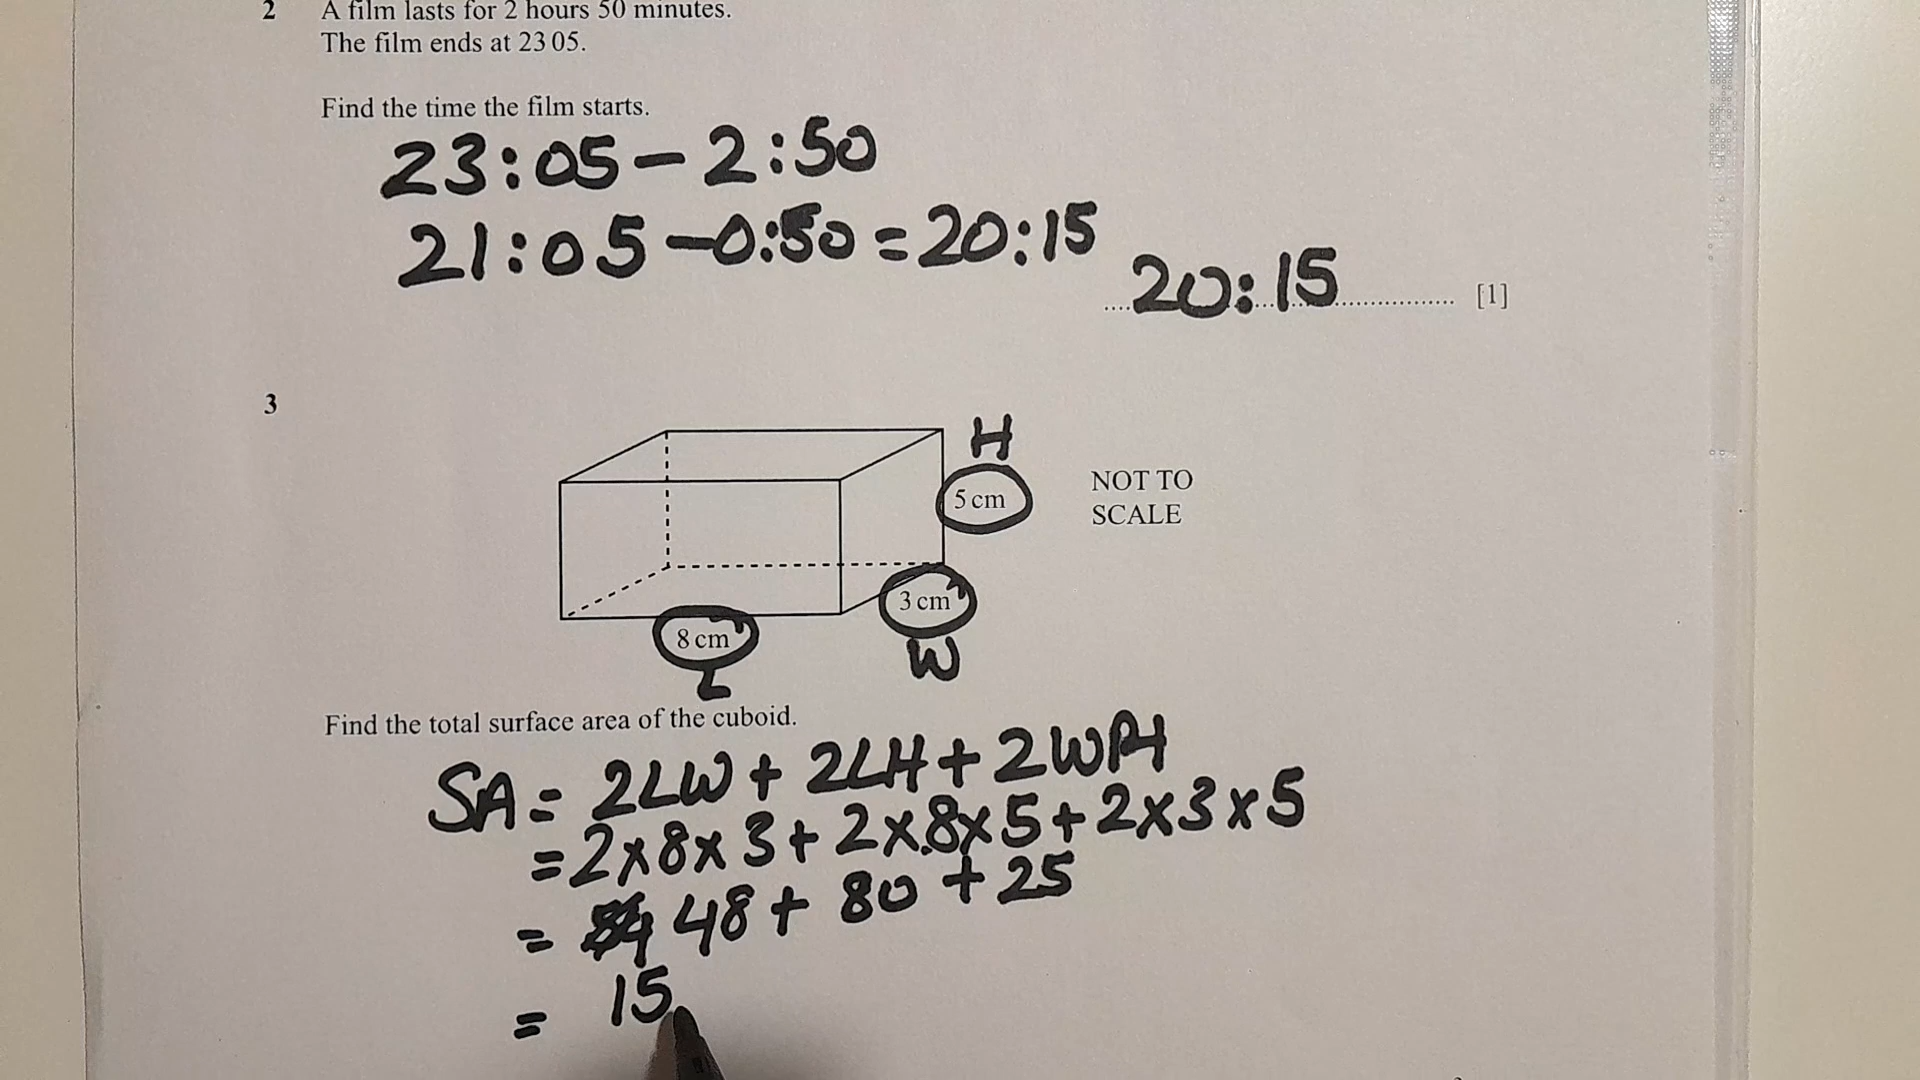 2 A film lasts for 2 hours 50 minutes.
The film ends at 23 05.
Find the time the film starts.
23:05-2:50
21:05-0:50=20:15
20:15 [1]
3
H
5 cm
NOT TO
SCALE
3 cm
8 cm
W
L
Find the total surface area of the cuboid.
SA = 2LW + 2LH + 2WH
= 2x8x3 + 2x8x5 + 2x3x5
= 48 + 80 + 25
= 15